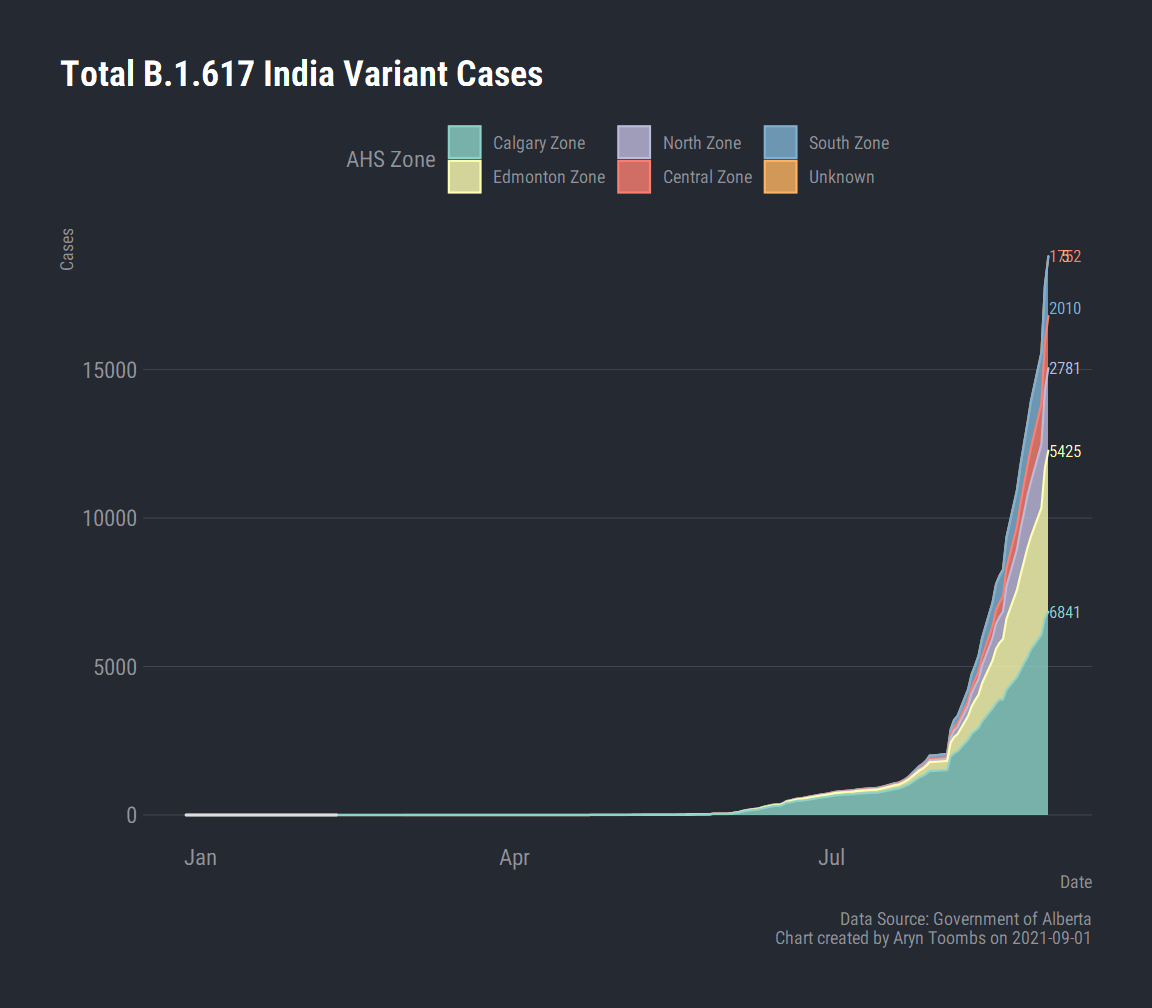 Total B.1.617 India Variant Cases
AHS Zone
Calgary Zone
North Zone
South Zone
Edmonton Zone
Central Zone
Unknown
Cases
1752
5
2010
2781
5425
6841
15000
10000
5000
0
Jan
Apr
Jul
Date
Data Source: Government of Alberta
Chart created by Aryn Toombs on 2021-09-01